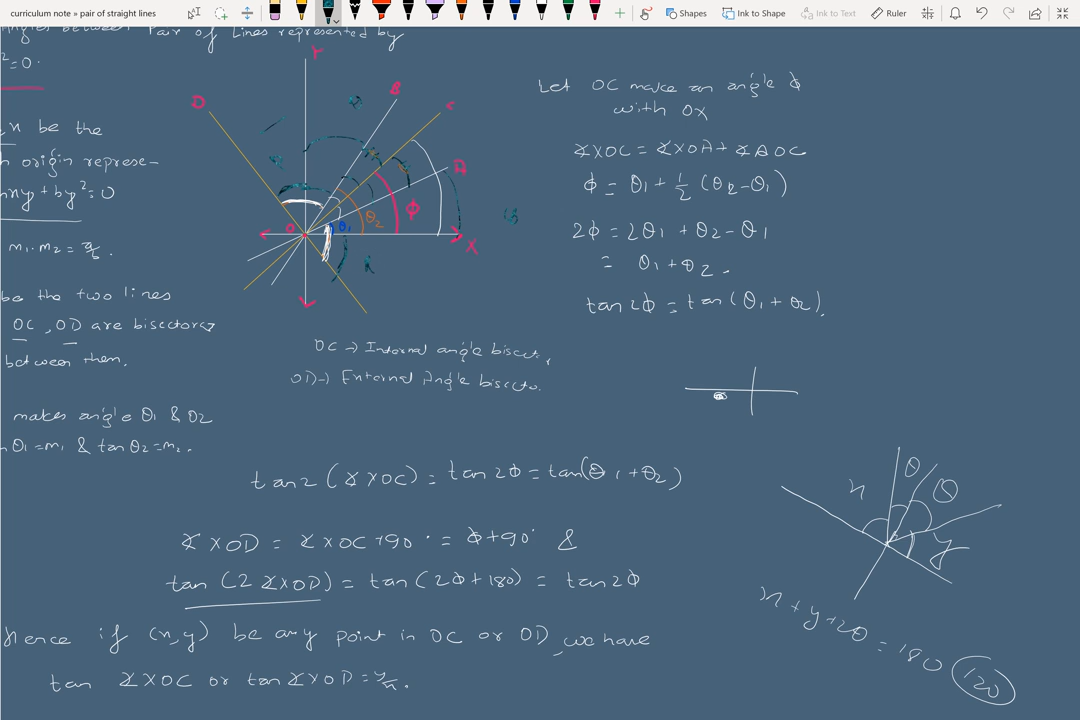 curriculum note » pair of straight lines
Shapes
Ink to Shape
Ink to Text
Ruler
Angles between Pair of Lines represented by
²=0.
be the
h origin represe-
hxy + by²=0
m1.m2 = a/b.
be the two lines
OC, OD are bisectors
between them.
makes angle θ1 & θ2
n θ1 = m1 & tan θ2 = m2.
Y
D
B
C
A
O
θ1
θ2
ϕ
X
OC → Internal angle bisect.,
OD → External Angle bisecto.
Let OC make an angle ϕ
with OX
∡XOC = ∡XOA + ∡AOC
ϕ = θ1 + 1/2 (θ2 - θ1)
2ϕ = 2θ1 + θ2 - θ1
= θ1 + θ2.
tan 2ϕ = tan (θ1 + θ2).
tan 2 (∡XOC) = tan 2ϕ = tan(θ1 + θ2)
∡XOD = ∡XOC + 90° = ϕ + 90° &
tan (2 ∡XOD) = tan (2ϕ + 180) = tan 2ϕ
Hence if (x,y) be any point in OC or OD, we have
tan ∡XOC or tan ∡XOD = y/x.
x
θ
θ
y
x + y + 2θ = 180
120